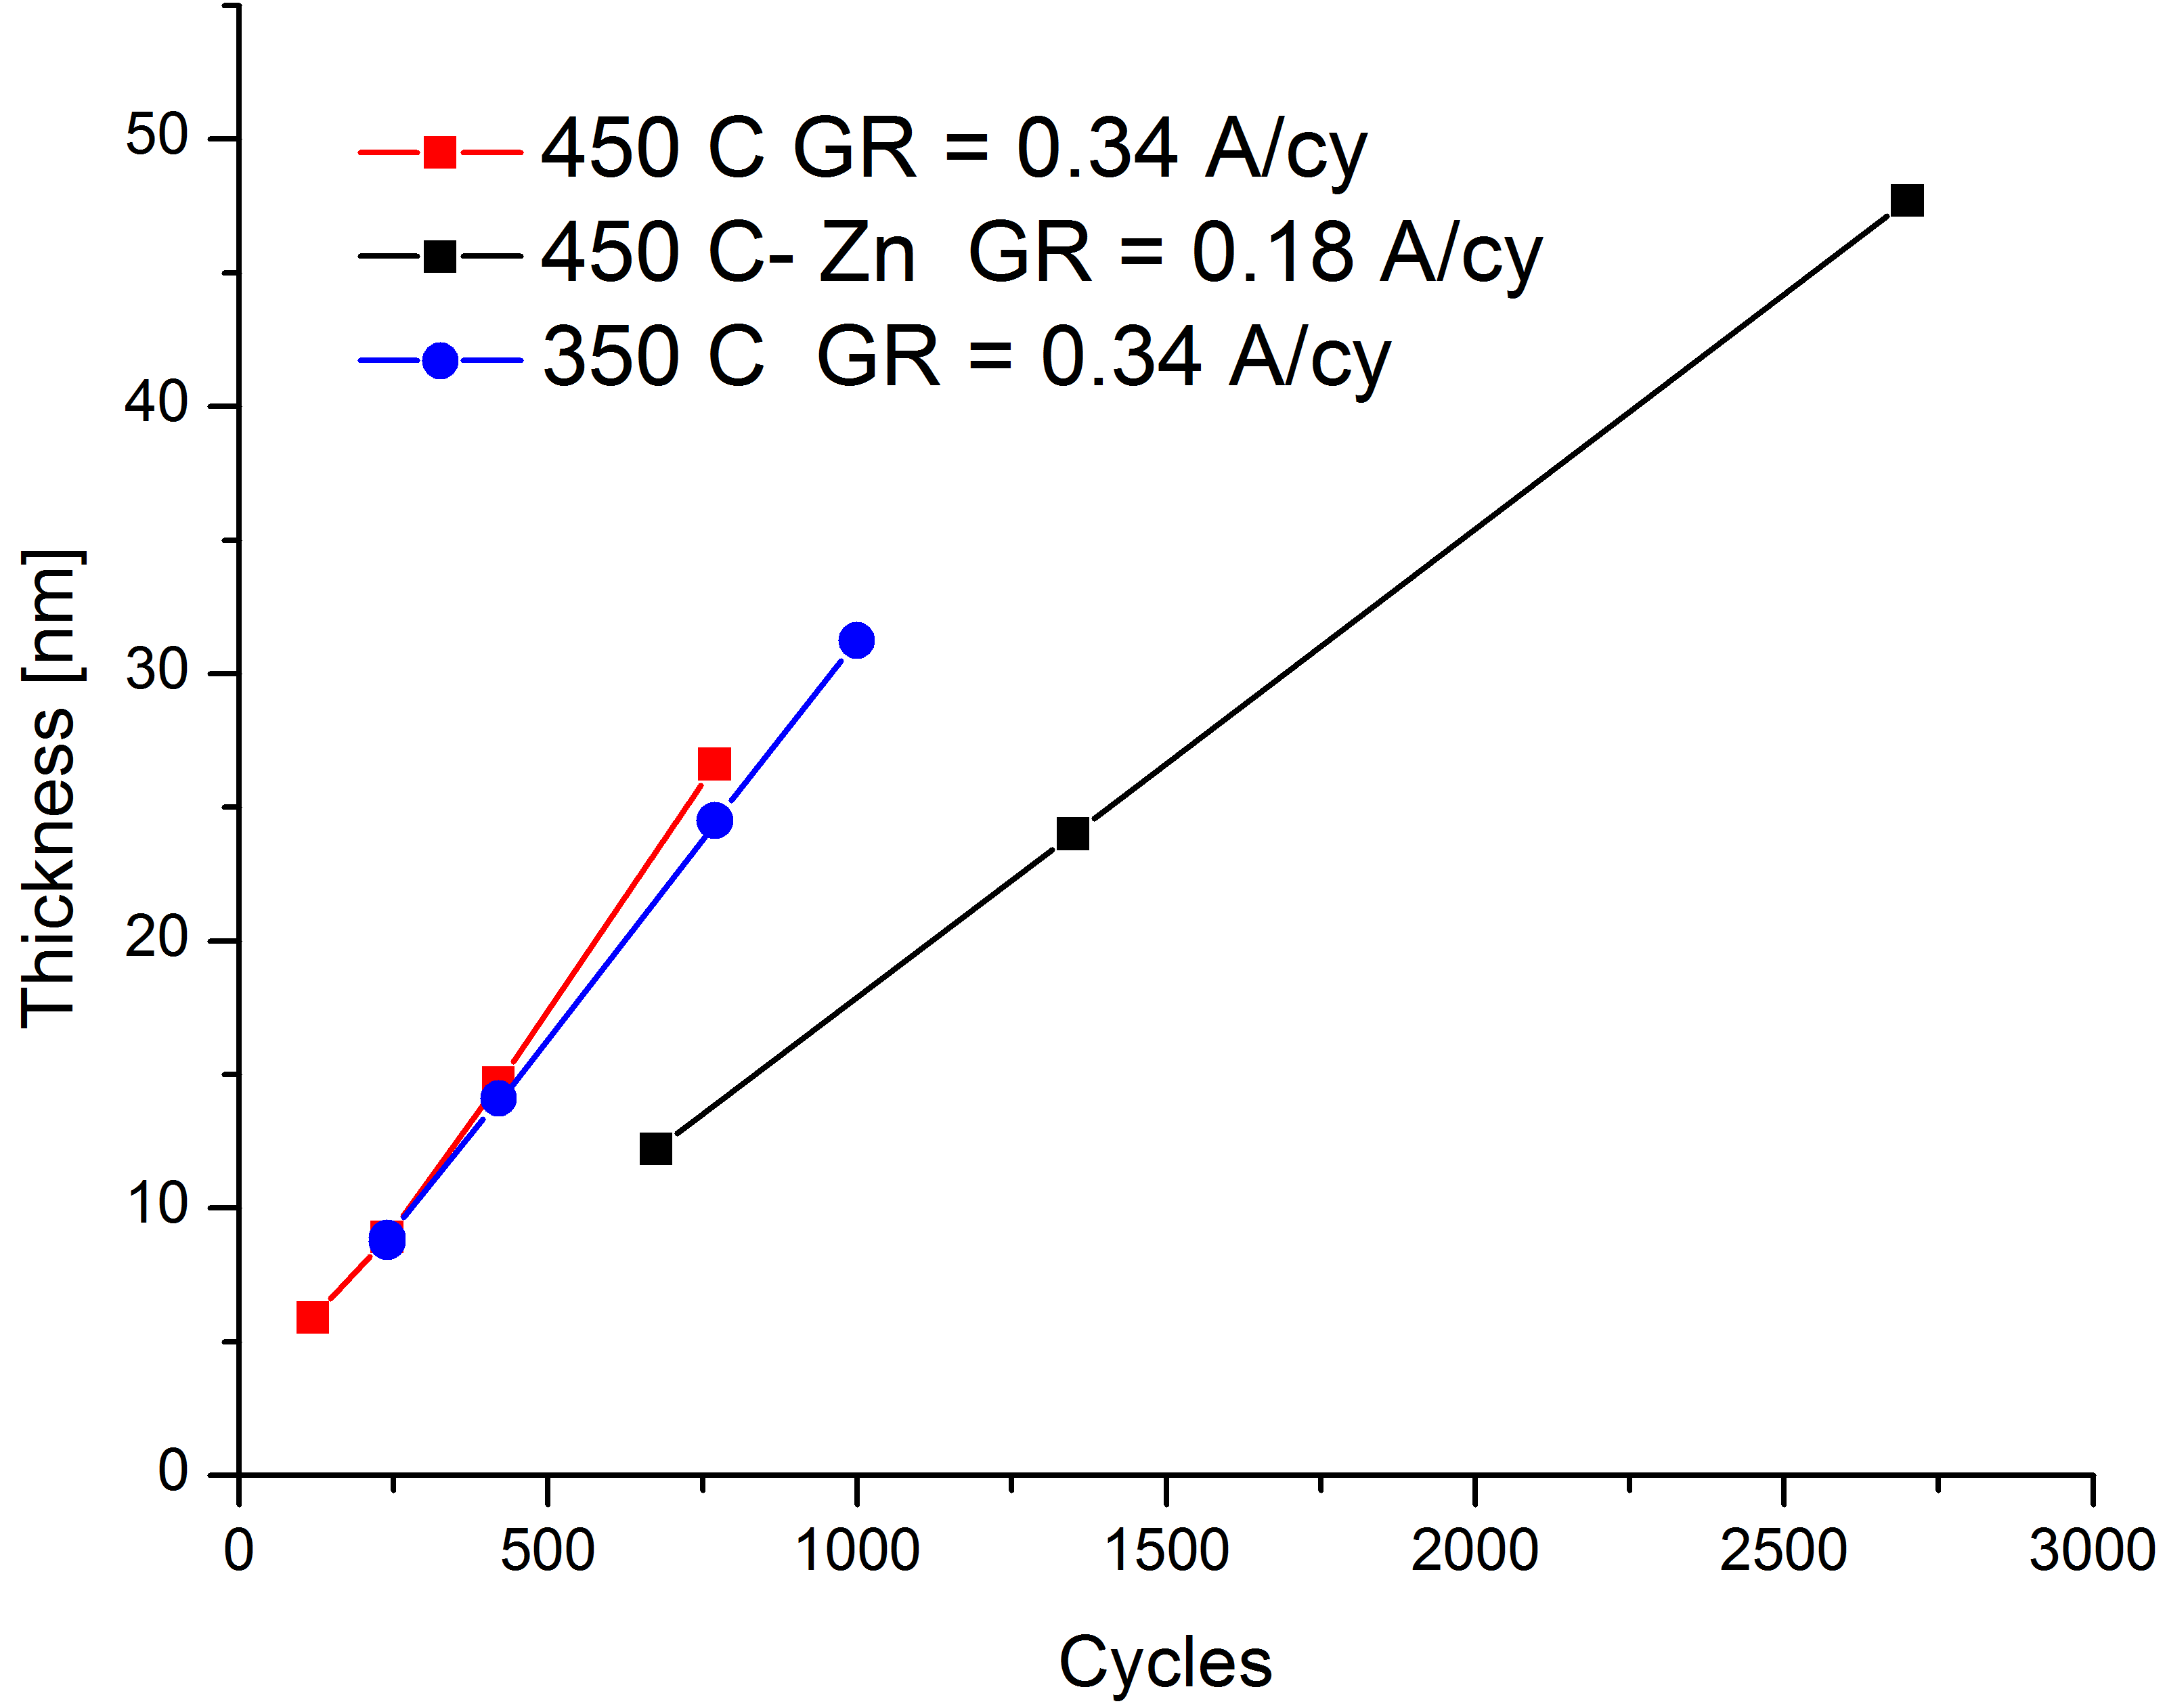 450 C GR = 0.34 A/cy
450 C- Zn  GR = 0.18 A/cy
350 C  GR = 0.34 A/cy
Thickness [nm]
50
40
30
20
10
0
0 500 1000 1500 2000 2500 3000
Cycles